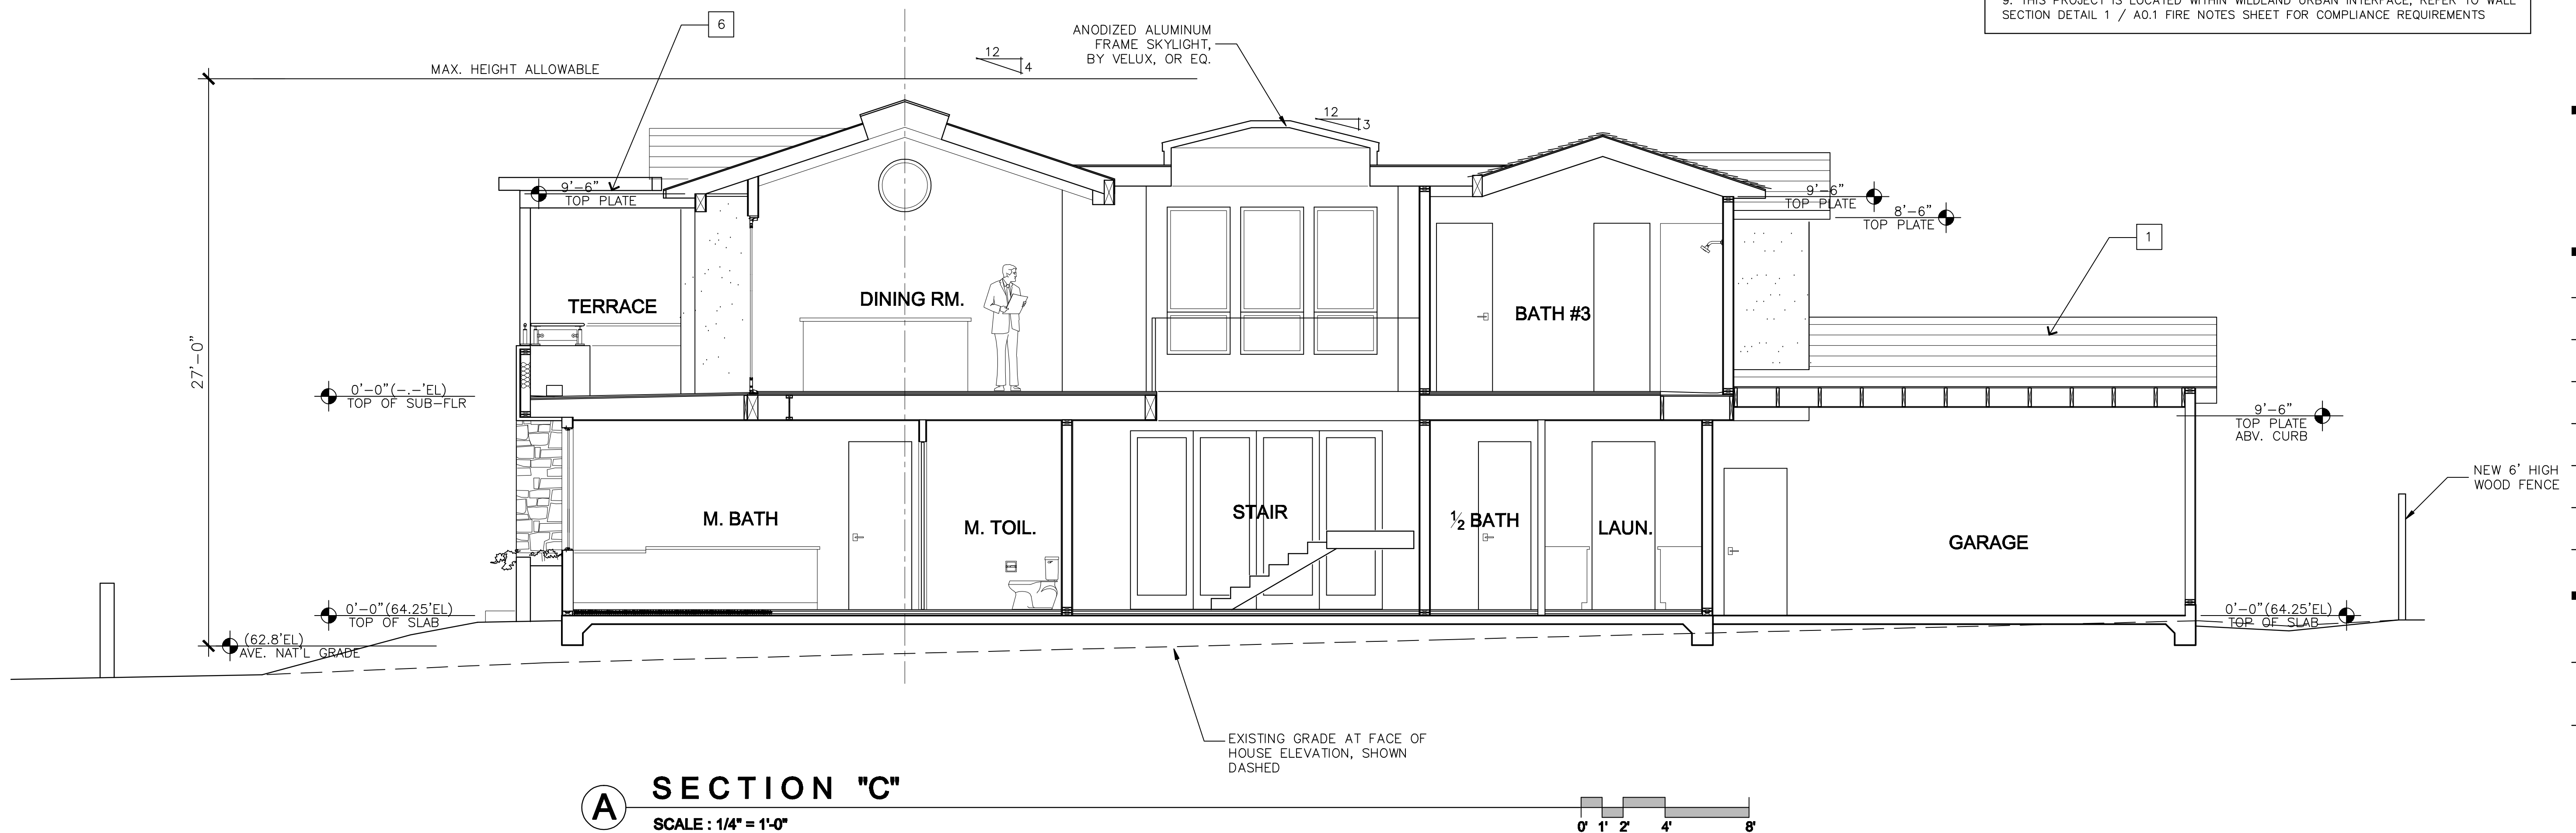 9. THIS PROJECT IS LOCATED WITHIN WILDLAND URBAN INTERFACE, REFER TO WALL
SECTION DETAIL 1 / A0.1 FIRE NOTES SHEET FOR COMPLIANCE REQUIREMENTS
6
ANODIZED ALUMINUM
FRAME SKYLIGHT,
BY VELUX, OR EQ.
12
4
MAX. HEIGHT ALLOWABLE
12
3
9'-6"
TOP PLATE
9'-6"
TOP PLATE
8'-6"
TOP PLATE
1
TERRACE
DINING RM.
BATH #3
27'-0"
0'-0"(-.-'EL)
TOP OF SUB-FLR
9'-6"
TOP PLATE
ABV. CURB
NEW 6' HIGH
WOOD FENCE
M. BATH
M. TOIL.
STAIR
½ BATH
LAUN.
GARAGE
0'-0"(64.25'EL)
TOP OF SLAB
0'-0"(64.25'EL)
TOP OF SLAB
(62.8'EL)
AVE. NAT'L GRADE
EXISTING GRADE AT FACE OF
HOUSE ELEVATION, SHOWN
DASHED
A
SECTION "C"
SCALE : 1/4" = 1'-0"
0' 1' 2' 4' 8'